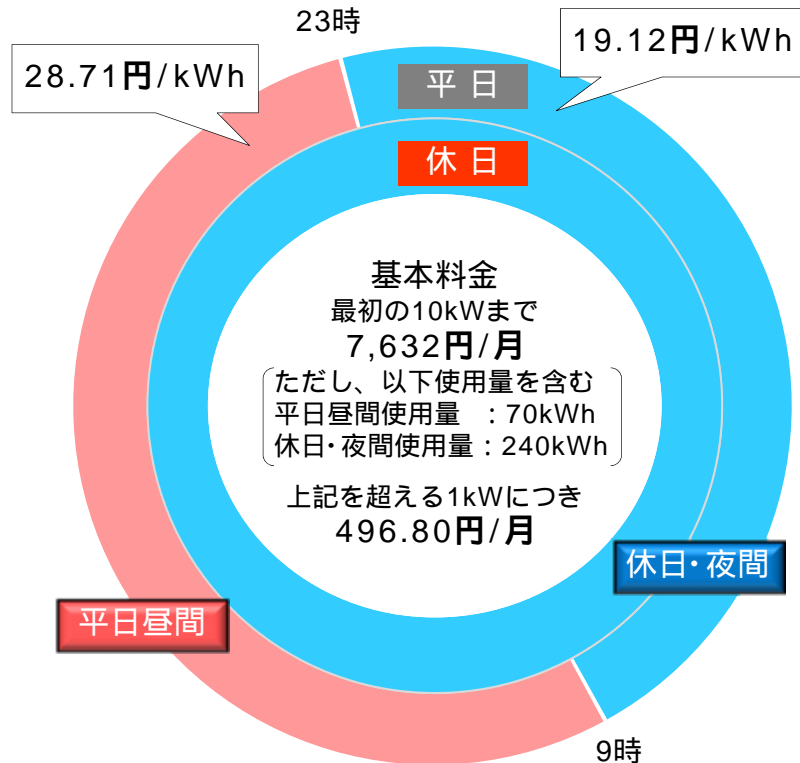 23時
28.71円/kWh
19.12円/kWh
平日
休日
基本料金
最初の10kWまで
7,632円/月
ただし、以下使用量を含む
平日昼間使用量 : 70kWh
休日・夜間使用量 : 240kWh
上記を超える1kWにつき
496.80円/月
休日・夜間
平日昼間
9時